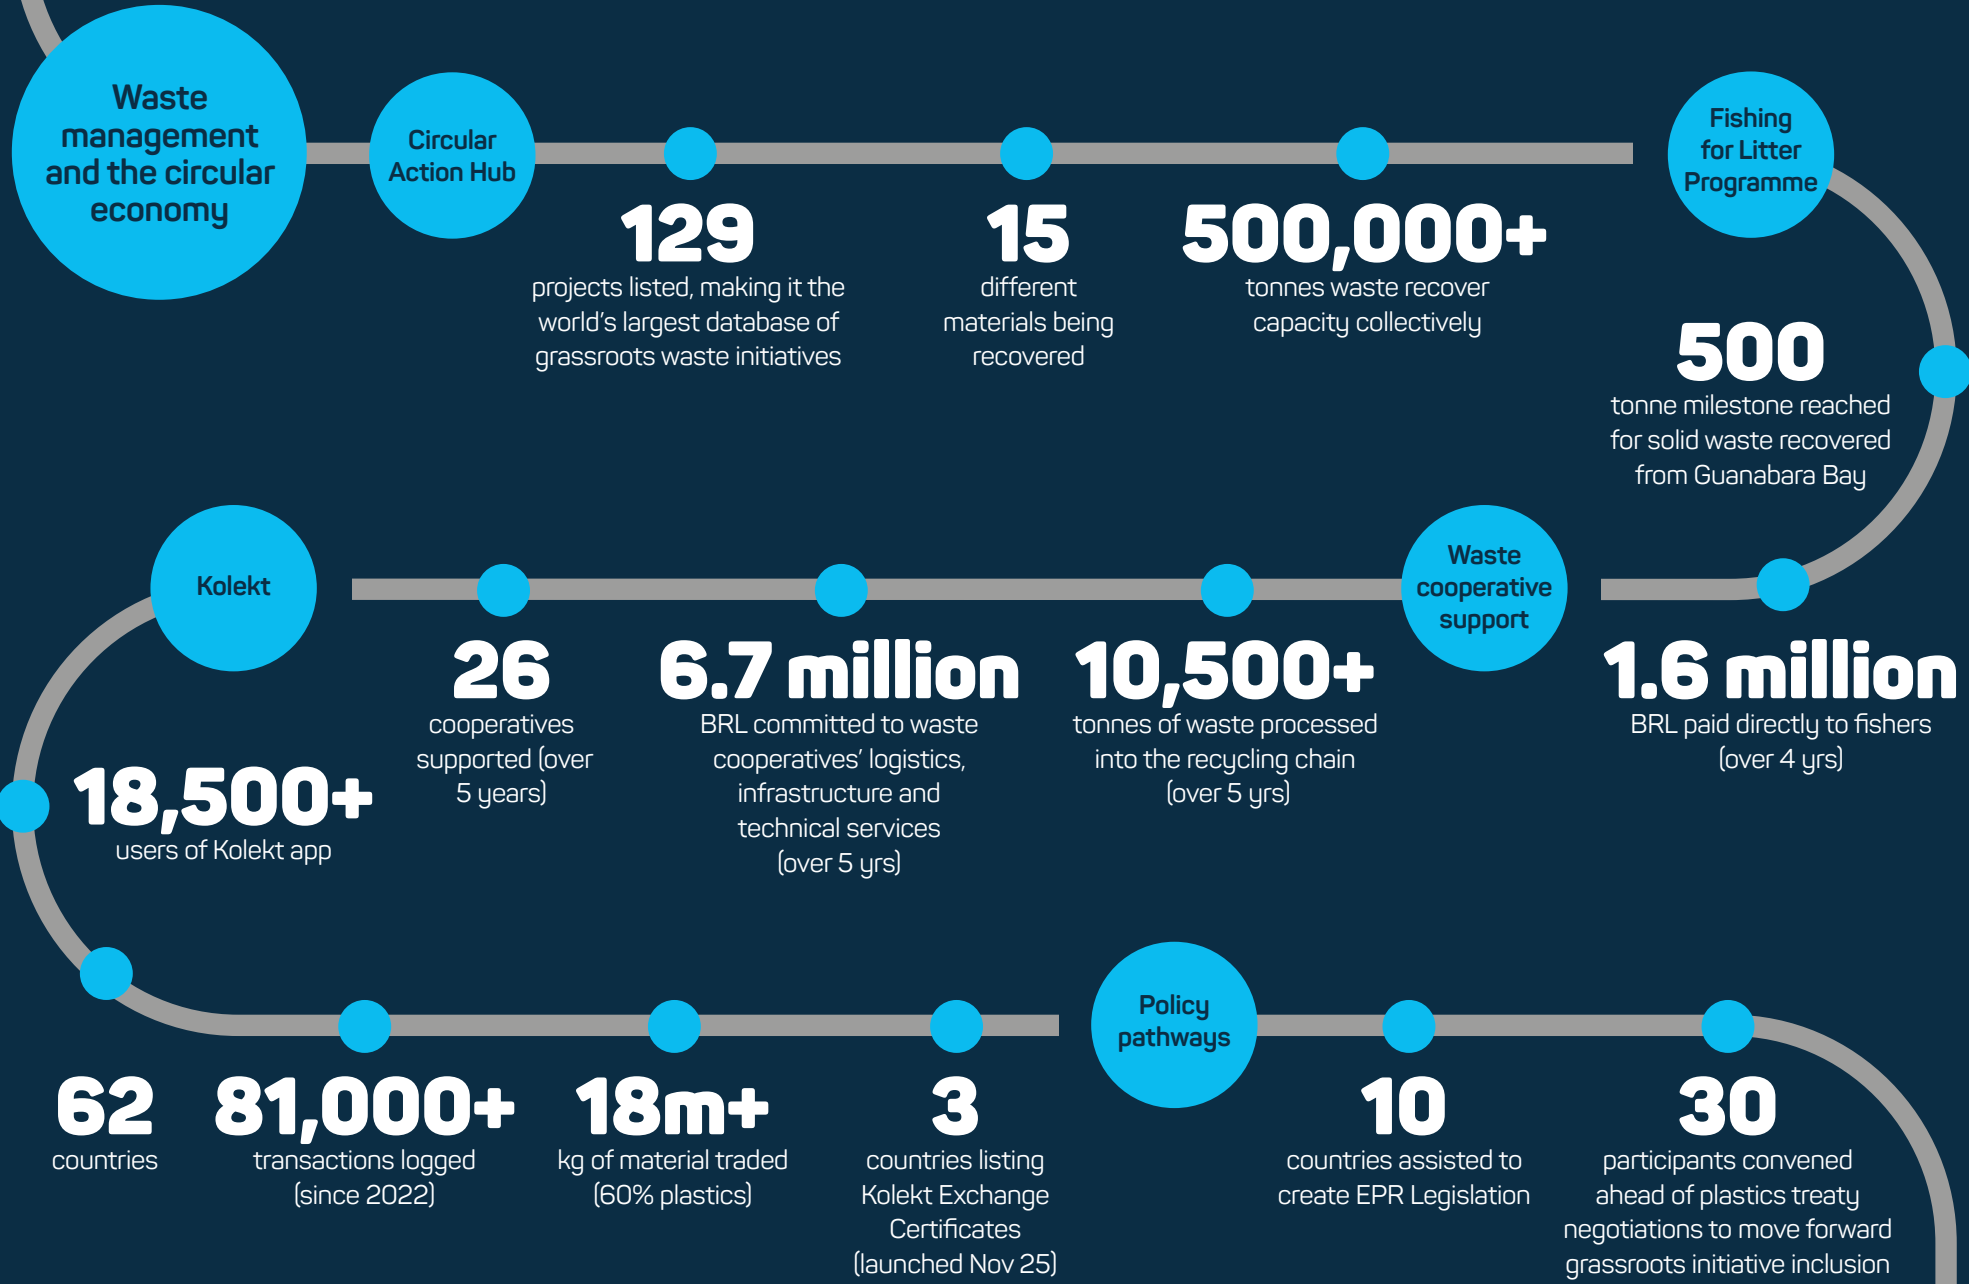 Waste
management
and the circular
economy
Circular
Action Hub
129
projects listed, making it the
world's largest database of
grassroots waste initiatives
15
different
materials being
recovered
500,000+
tonnes waste recover
capacity collectively
Fishing
for Litter
Programme
500
tonne milestone reached
for solid waste recovered
from Guanabara Bay
1.6 million
BRL paid directly to fishers
(over 4 yrs)
Waste
cooperative
support
10,500+
tonnes of waste processed
into the recycling chain
(over 5 yrs)
6.7 million
BRL committed to waste
cooperatives' logistics,
infrastructure and
technical services
(over 5 yrs)
26
cooperatives
supported (over
5 years)
Kolekt
18,500+
users of Kolekt app
62
countries
81,000+
transactions logged
(since 2022)
18m+
kg of material traded
(60% plastics)
3
countries listing
Kolekt Exchange
Certificates
(launched Nov 25)
Policy
pathways
10
countries assisted to
create EPR Legislation
30
participants convened
ahead of plastics treaty
negotiations to move forward
grassroots initiative inclusion